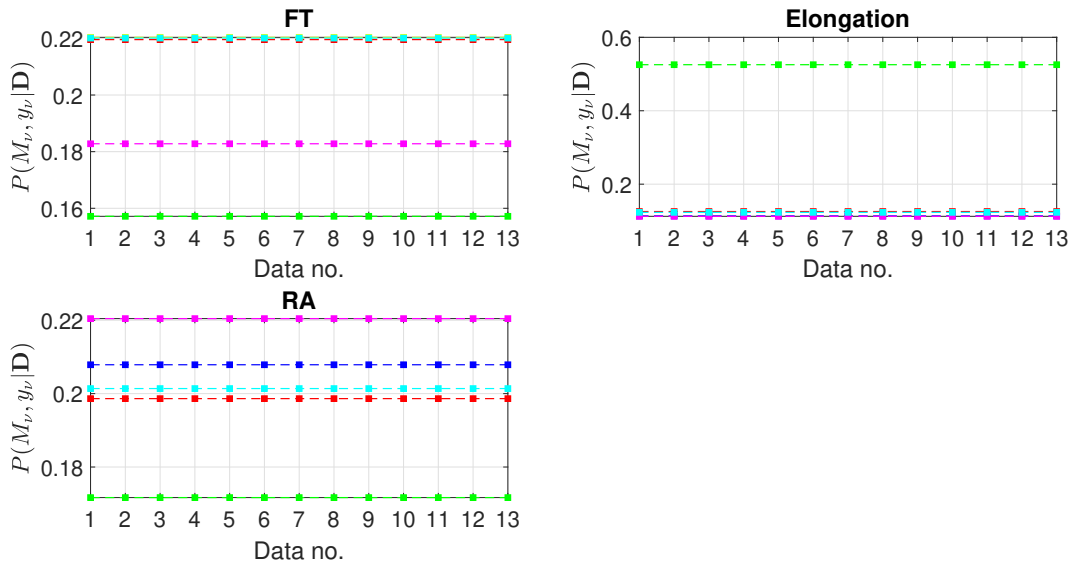 FT
P(M_ν, y_ν|D)
0.22
0.2
0.18
0.16
1 2 3 4 5 6 7 8 9 10 11 12 13
Data no.
Elongation
P(M_ν, y_ν|D)
0.6
0.4
0.2
1 2 3 4 5 6 7 8 9 10 11 12 13
Data no.
RA
P(M_ν, y_ν|D)
0.22
0.2
0.18
1 2 3 4 5 6 7 8 9 10 11 12 13
Data no.